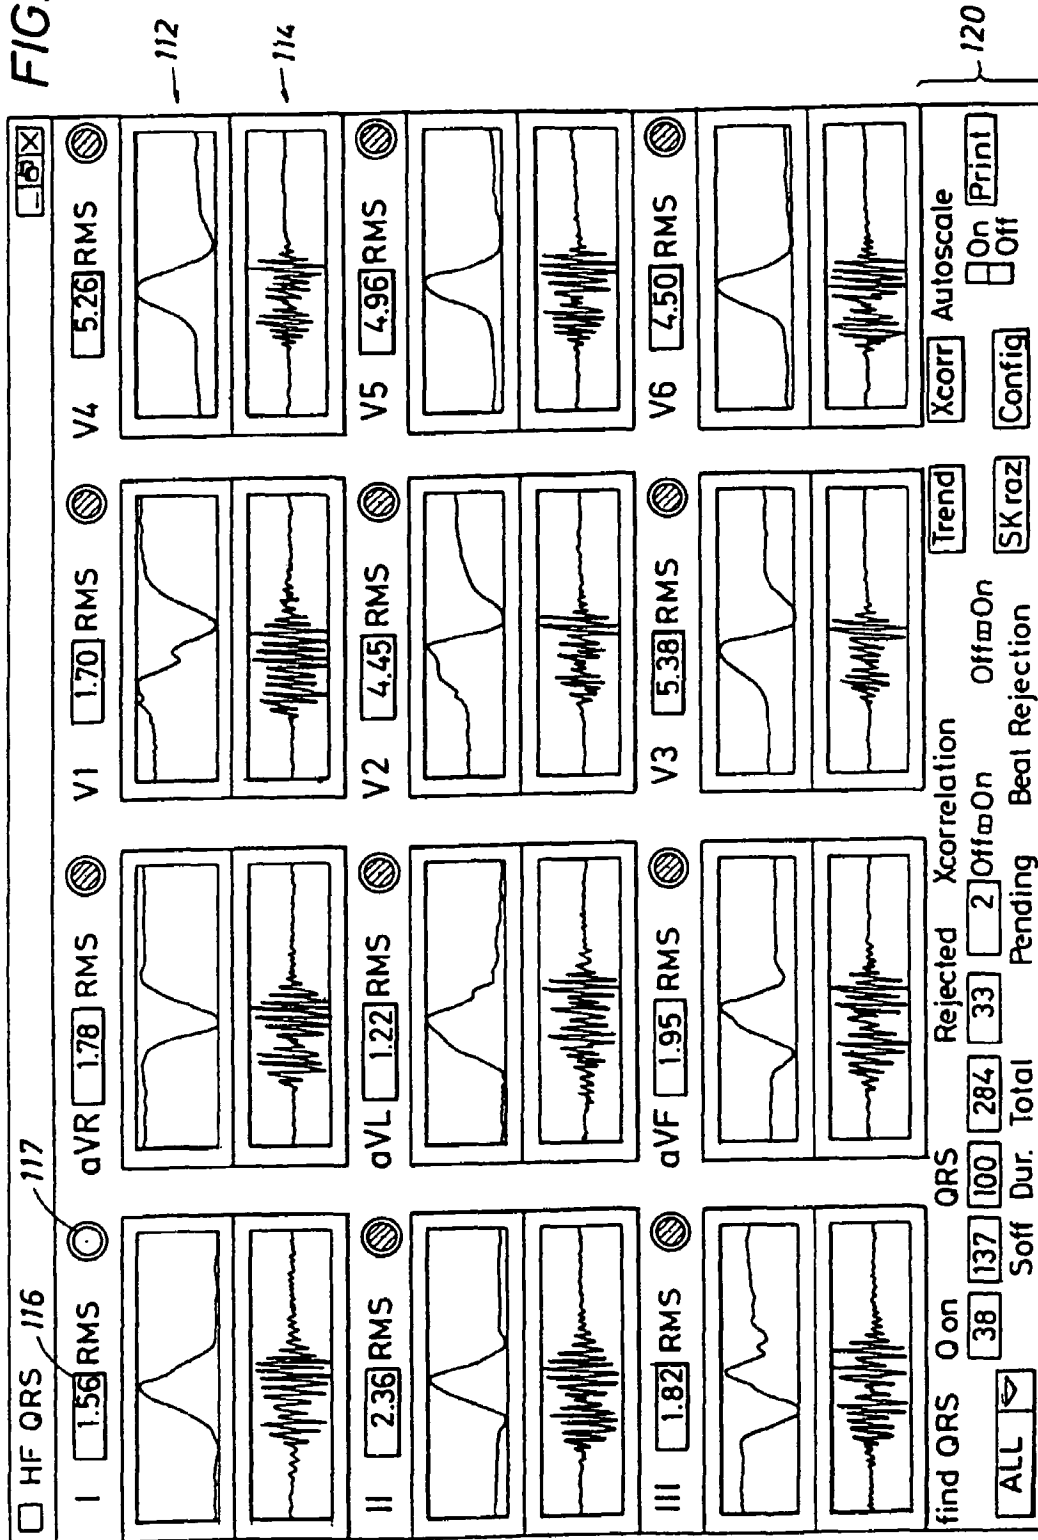 FIG.
HF QRS
116
117
I 1.56 RMS
aVR 1.78 RMS
V1 1.70 RMS
V4 5.26 RMS
112
114
II 2.36 RMS
aVL 1.22 RMS
V2 4.45 RMS
V5 4.96 RMS
III 1.82 RMS
aVF 1.95 RMS
V3 5.38 RMS
V6 4.50 RMS
find QRS Q on QRS Rejected Xcorrelation Trend Xcorr Autoscale
ALL 38 137 100 284 33 2 Off On Off On On Print
Soff Dur. Total Pending Beat Rejection SK raz Config Off
120